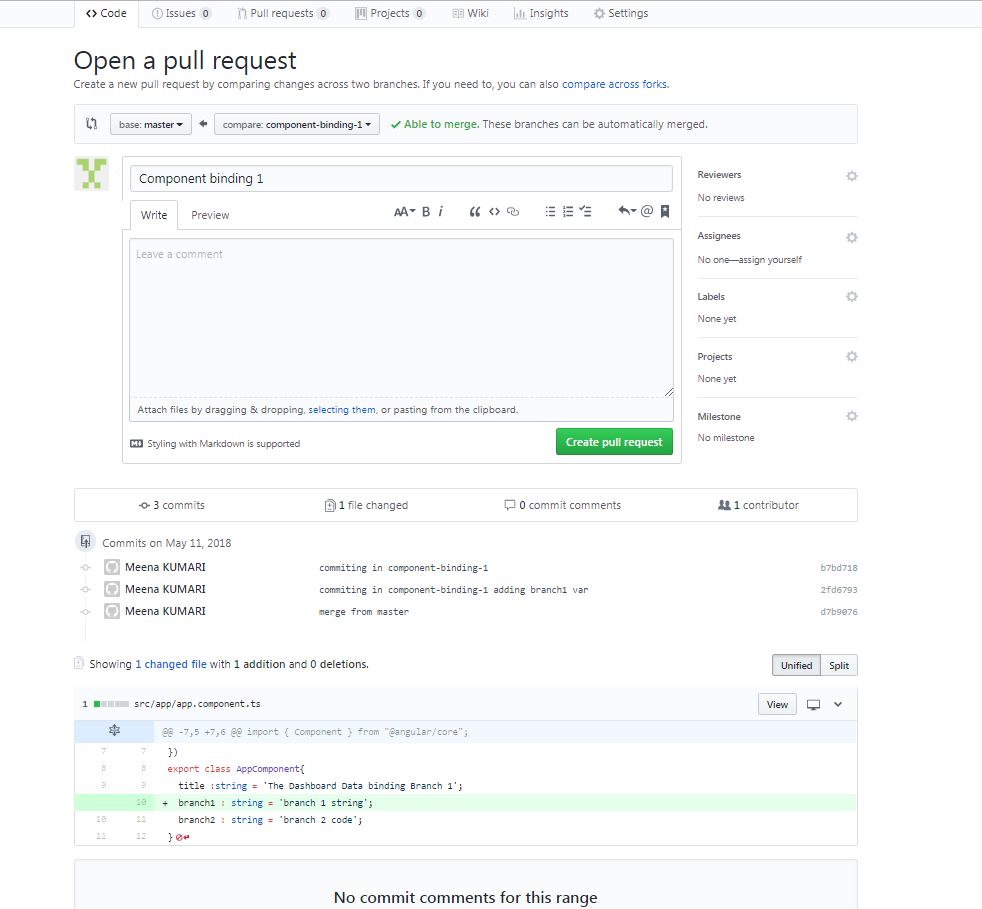 Code Issues 0 Pull requests 0 Projects 0 Wiki Insights Settings
Open a pull request
Create a new pull request by comparing changes across two branches. If you need to, you can also compare across forks.
base: master compare: component-binding-1 Able to merge. These branches can be automatically merged.
Component binding 1
Write Preview AA B i
Leave a comment
Attach files by dragging & dropping, selecting them, or pasting from the clipboard.
Styling with Markdown is supported
Create pull request
Reviewers
No reviews
Assignees
No one—assign yourself
Labels
None yet
Projects
None yet
Milestone
No milestone
3 commits 1 file changed 0 commit comments 1 contributor
Commits on May 11, 2018
Meena KUMARI commiting in component-binding-1 b7bd718
Meena KUMARI commiting in component-binding-1 adding branch1 var 2fd6793
Meena KUMARI merge from master d7b9076
Showing 1 changed file with 1 addition and 0 deletions. Unified Split
1 src/app/app.component.ts View
@@ -7,5 +7,6 @@ import { Component } from "@angular/core";
7 7 })
8 8 export class AppComponent{
9 9 title :string = 'The Dashboard Data binding Branch 1';
10 + branch1 : string = 'branch 1 string';
10 11 branch2 : string = 'branch 2 code';
11 12 }
No commit comments for this range